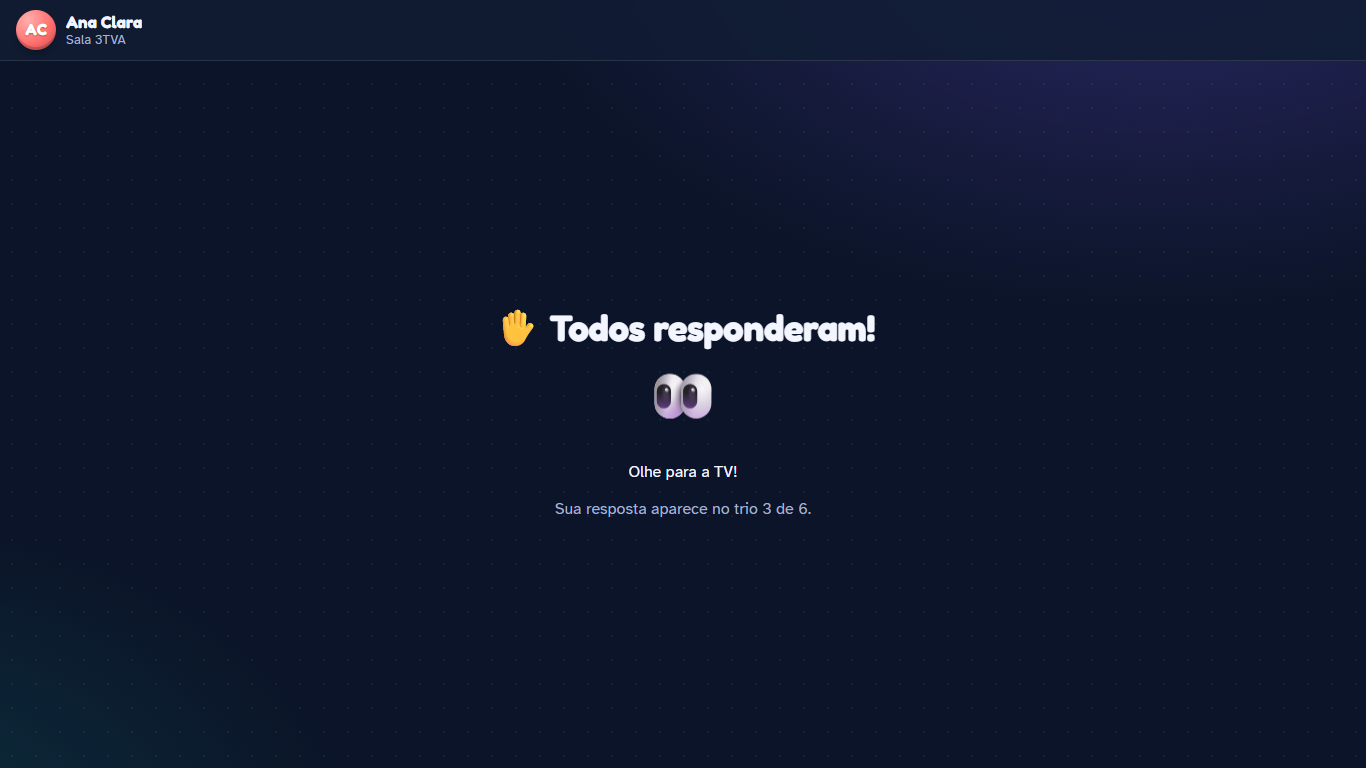 AC
Ana Clara
Sala 3TVA
✋ Todos responderam!
👀
Olhe para a TV!
Sua resposta aparece no trio 3 de 6.